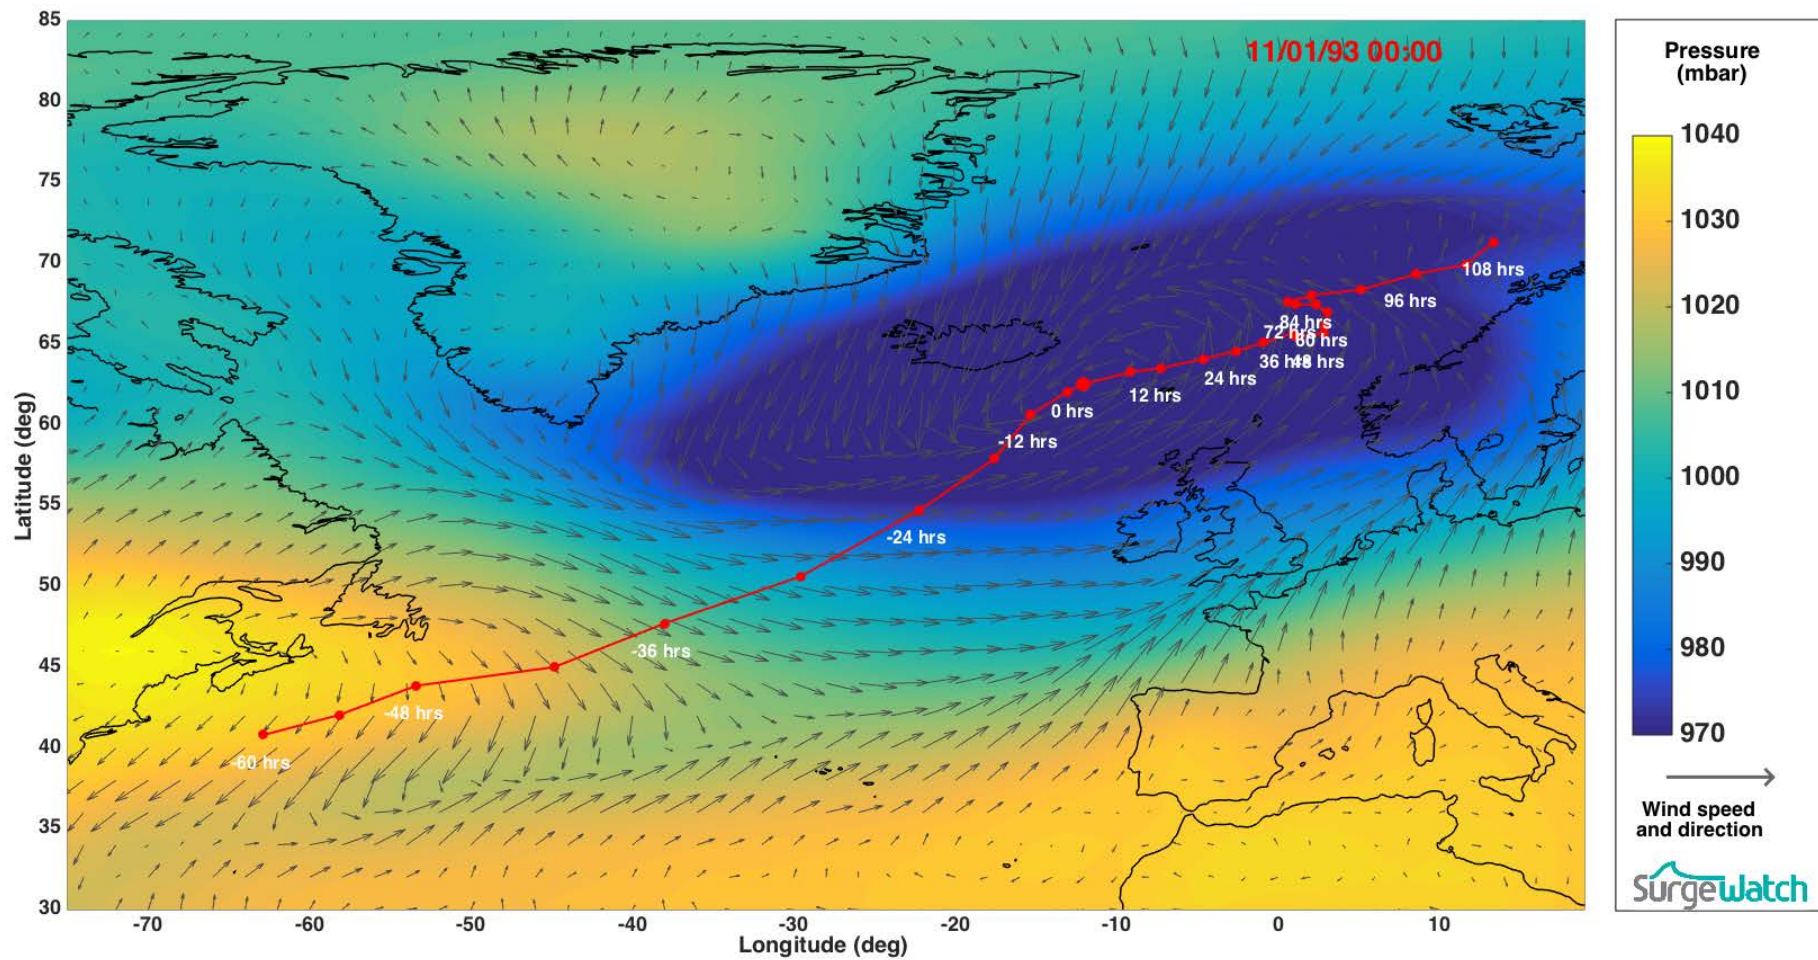 85
80
75
70
65
60
55
50
45
40
35
30
Latitude (deg)
-70
-60
-50
-40
-30
-20
-10
0
10
Longitude (deg)
11/01/93 00:00
108 hrs
96 hrs
84 hrs
72 hrs
60 hrs
36 hrs
48 hrs
24 hrs
12 hrs
0 hrs
-12 hrs
-24 hrs
-36 hrs
-48 hrs
-60 hrs
Pressure
(mbar)
1040
1030
1020
1010
1000
990
980
970
Wind speed
and direction
SurgeWatch